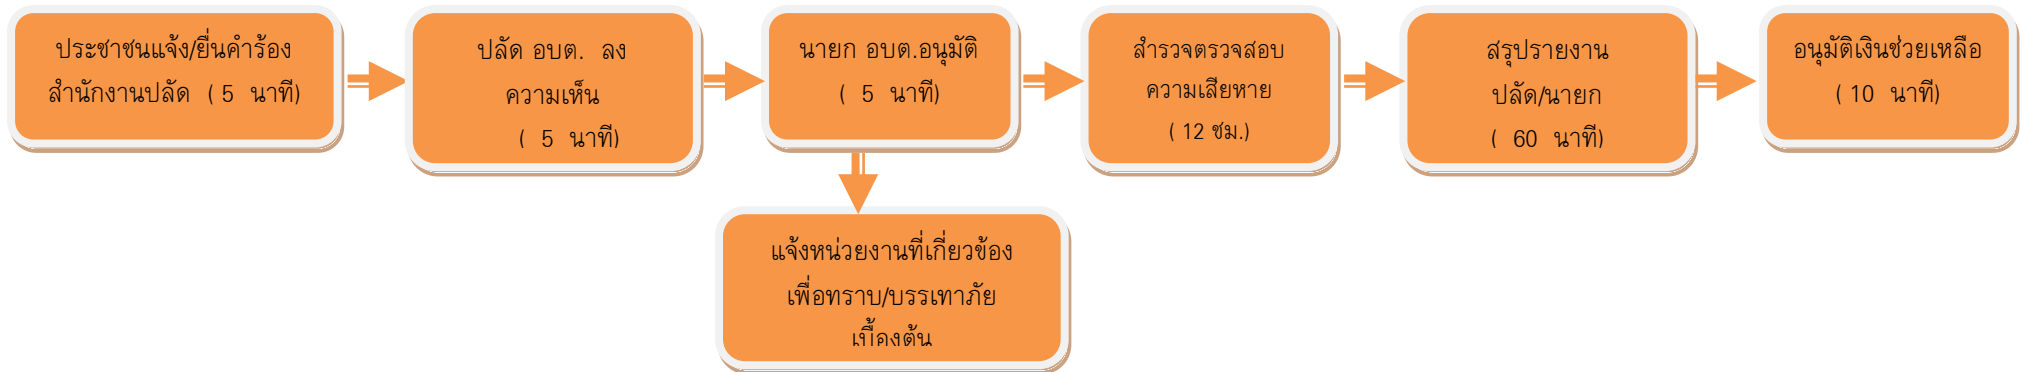 ประชาชนแจ้ง/ยื่นคำร้อง
สำนักงานปลัด ( 5 นาที)
ปลัด อบต. ลง
ความเห็น
( 5 นาที)
นายก อบต.อนุมัติ
( 5 นาที)
สำรวจตรวจสอบ
ความเสียหาย
( 12 ชม.)
สรุปรายงาน
ปลัด/นายก
( 60 นาที)
อนุมัติเงินช่วยเหลือ
( 10 นาที)
แจ้งหน่วยงานที่เกี่ยวข้อง
เพื่อทราบ/บรรเทาภัย
เบื้องต้น